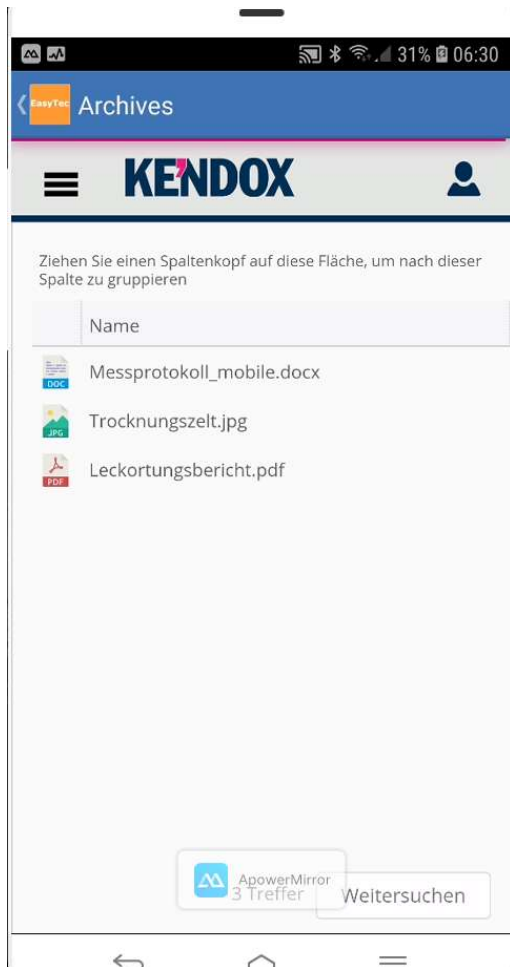 31% 06:30
EasyTec Archives
KENDOX
Ziehen Sie einen Spaltenkopf auf diese Fläche, um nach dieser
Spalte zu gruppieren
Name
DOC Messprotokoll_mobile.docx
JPG Trocknungszelt.jpg
PDF Leckortungsbericht.pdf
ApowerMirror
3 Treffer Weitersuchen